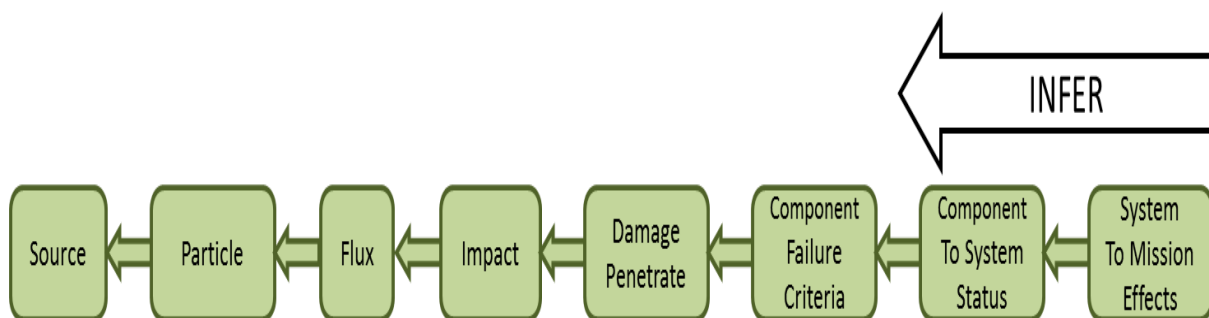 INFER
Source
Particle
Flux
Impact
Damage
Penetrate
Component
Failure
Criteria
Component
To System
Status
System
To Mission
Effects